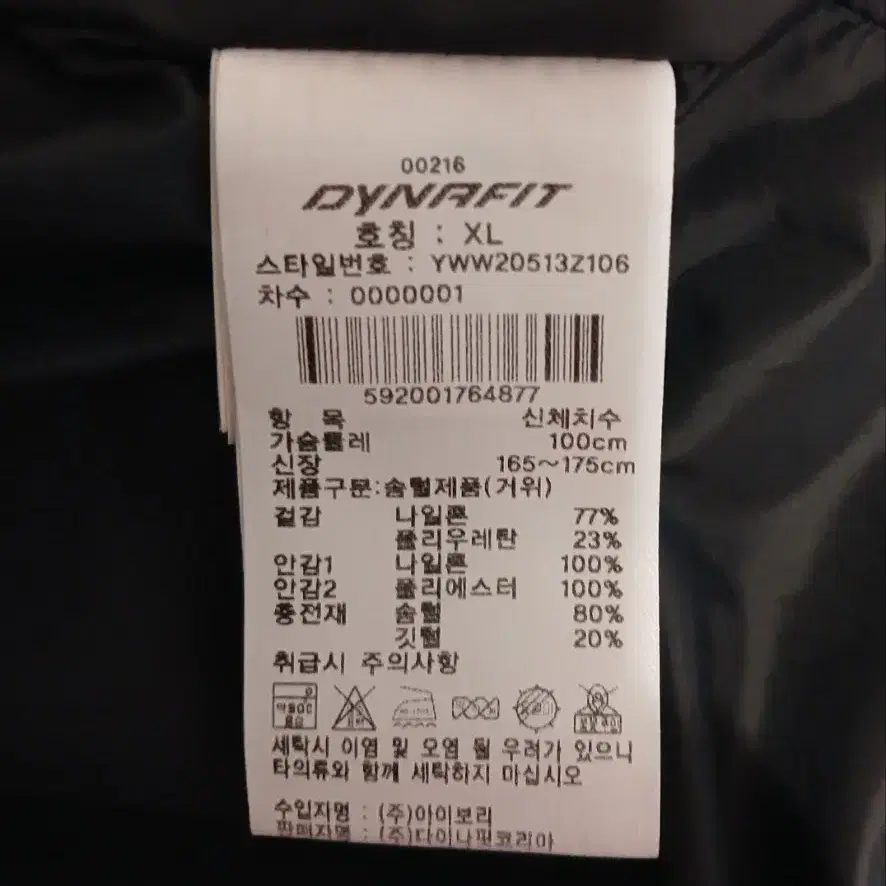 00216
DYNAFIT
호칭 : XL
스타일번호 : YWW20513Z106
차수 : 0000001
592001764877
항 목 신체치수
가슴둘레 100cm
신장 165~175cm
제품구분:솜털제품(거위)
겉감 나일론 77%
폴리우레탄 23%
안감1 나일론 100%
안감2 폴리에스터 100%
충전재 솜털 80%
깃털 20%
취급시 주의사항
세탁시 이염 및 오염 될 우려가 있으니
타의류와 함께 세탁하지 마십시오
수입자명 : (주)아이보리
판매자명 : (주)다이나핏코리아